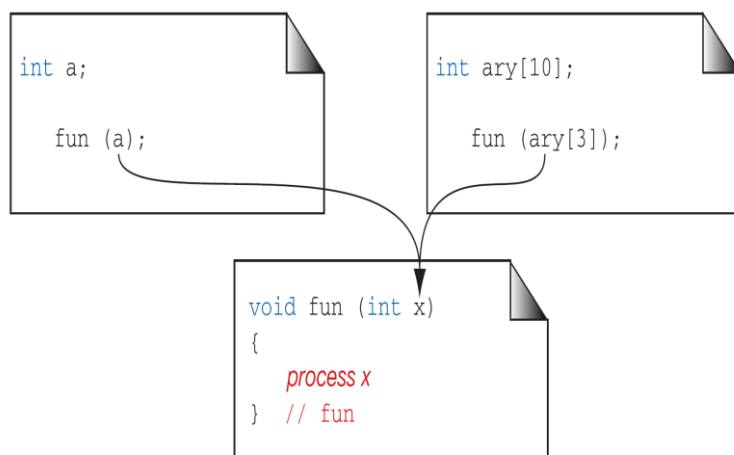 int a;
fun (a);
int ary[10];
fun (ary[3]);
void fun (int x)
{
process x
} // fun